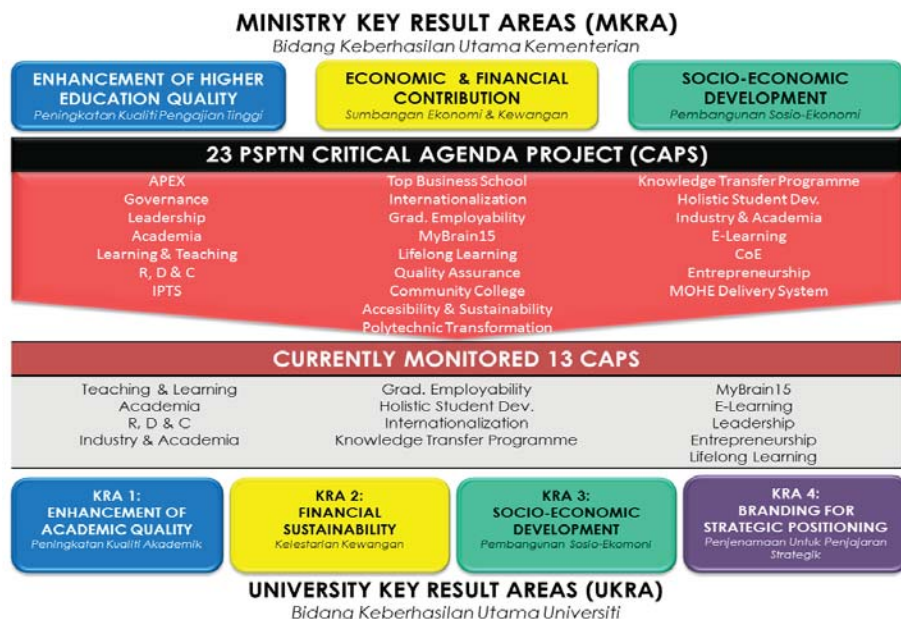 MINISTRY KEY RESULT AREAS (MKRA)
Bidang Keberhasilan Utama Kementerian
ENHANCEMENT OF HIGHER
EDUCATION QUALITY
Peningkatan Kualiti Pengajian Tinggi
ECONOMIC & FINANCIAL
CONTRIBUTION
Sumbangan Ekonomi & Kewangan
SOCIO-ECONOMIC
DEVELOPMENT
Pembangunan Sosio-Ekonomi
23 PSPTN CRITICAL AGENDA PROJECT (CAPS)
APEX
Governance
Leadership
Academia
Learning & Teaching
R, D & C
IPTS
Top Business School
Internationalization
Grad. Employability
MyBrain15
Lifelong Learning
Quality Assurance
Community College
Accesibility & Sustainability
Polytechnic Transformation
Knowledge Transfer Programme
Holistic Student Dev.
Industry & Academia
E-Learning
CoE
Entrepreneurship
MOHE Delivery System
CURRENTLY MONITORED 13 CAPS
Teaching & Learning
Academia
R, D & C
Industry & Academia
Grad. Employability
Holistic Student Dev.
Internationalization
Knowledge Transfer Programme
MyBrain15
E-Learning
Leadership
Entrepreneurship
Lifelong Learning
KRA 1:
ENHANCEMENT OF
ACADEMIC QUALITY
Peningkatan Kualiti Akademik
KRA 2:
FINANCIAL
SUSTAINABILITY
Kelestarian Kewangan
KRA 3:
SOCIO-ECONOMIC
DEVELOPMENT
Pembangunan Sosio-Ekomoni
KRA 4:
BRANDING FOR
STRATEGIC POSITIONING
Penjenamaan Untuk Penjajaran
Strategik
UNIVERSITY KEY RESULT AREAS (UKRA)
Bidang Keberhasilan Utama Universiti